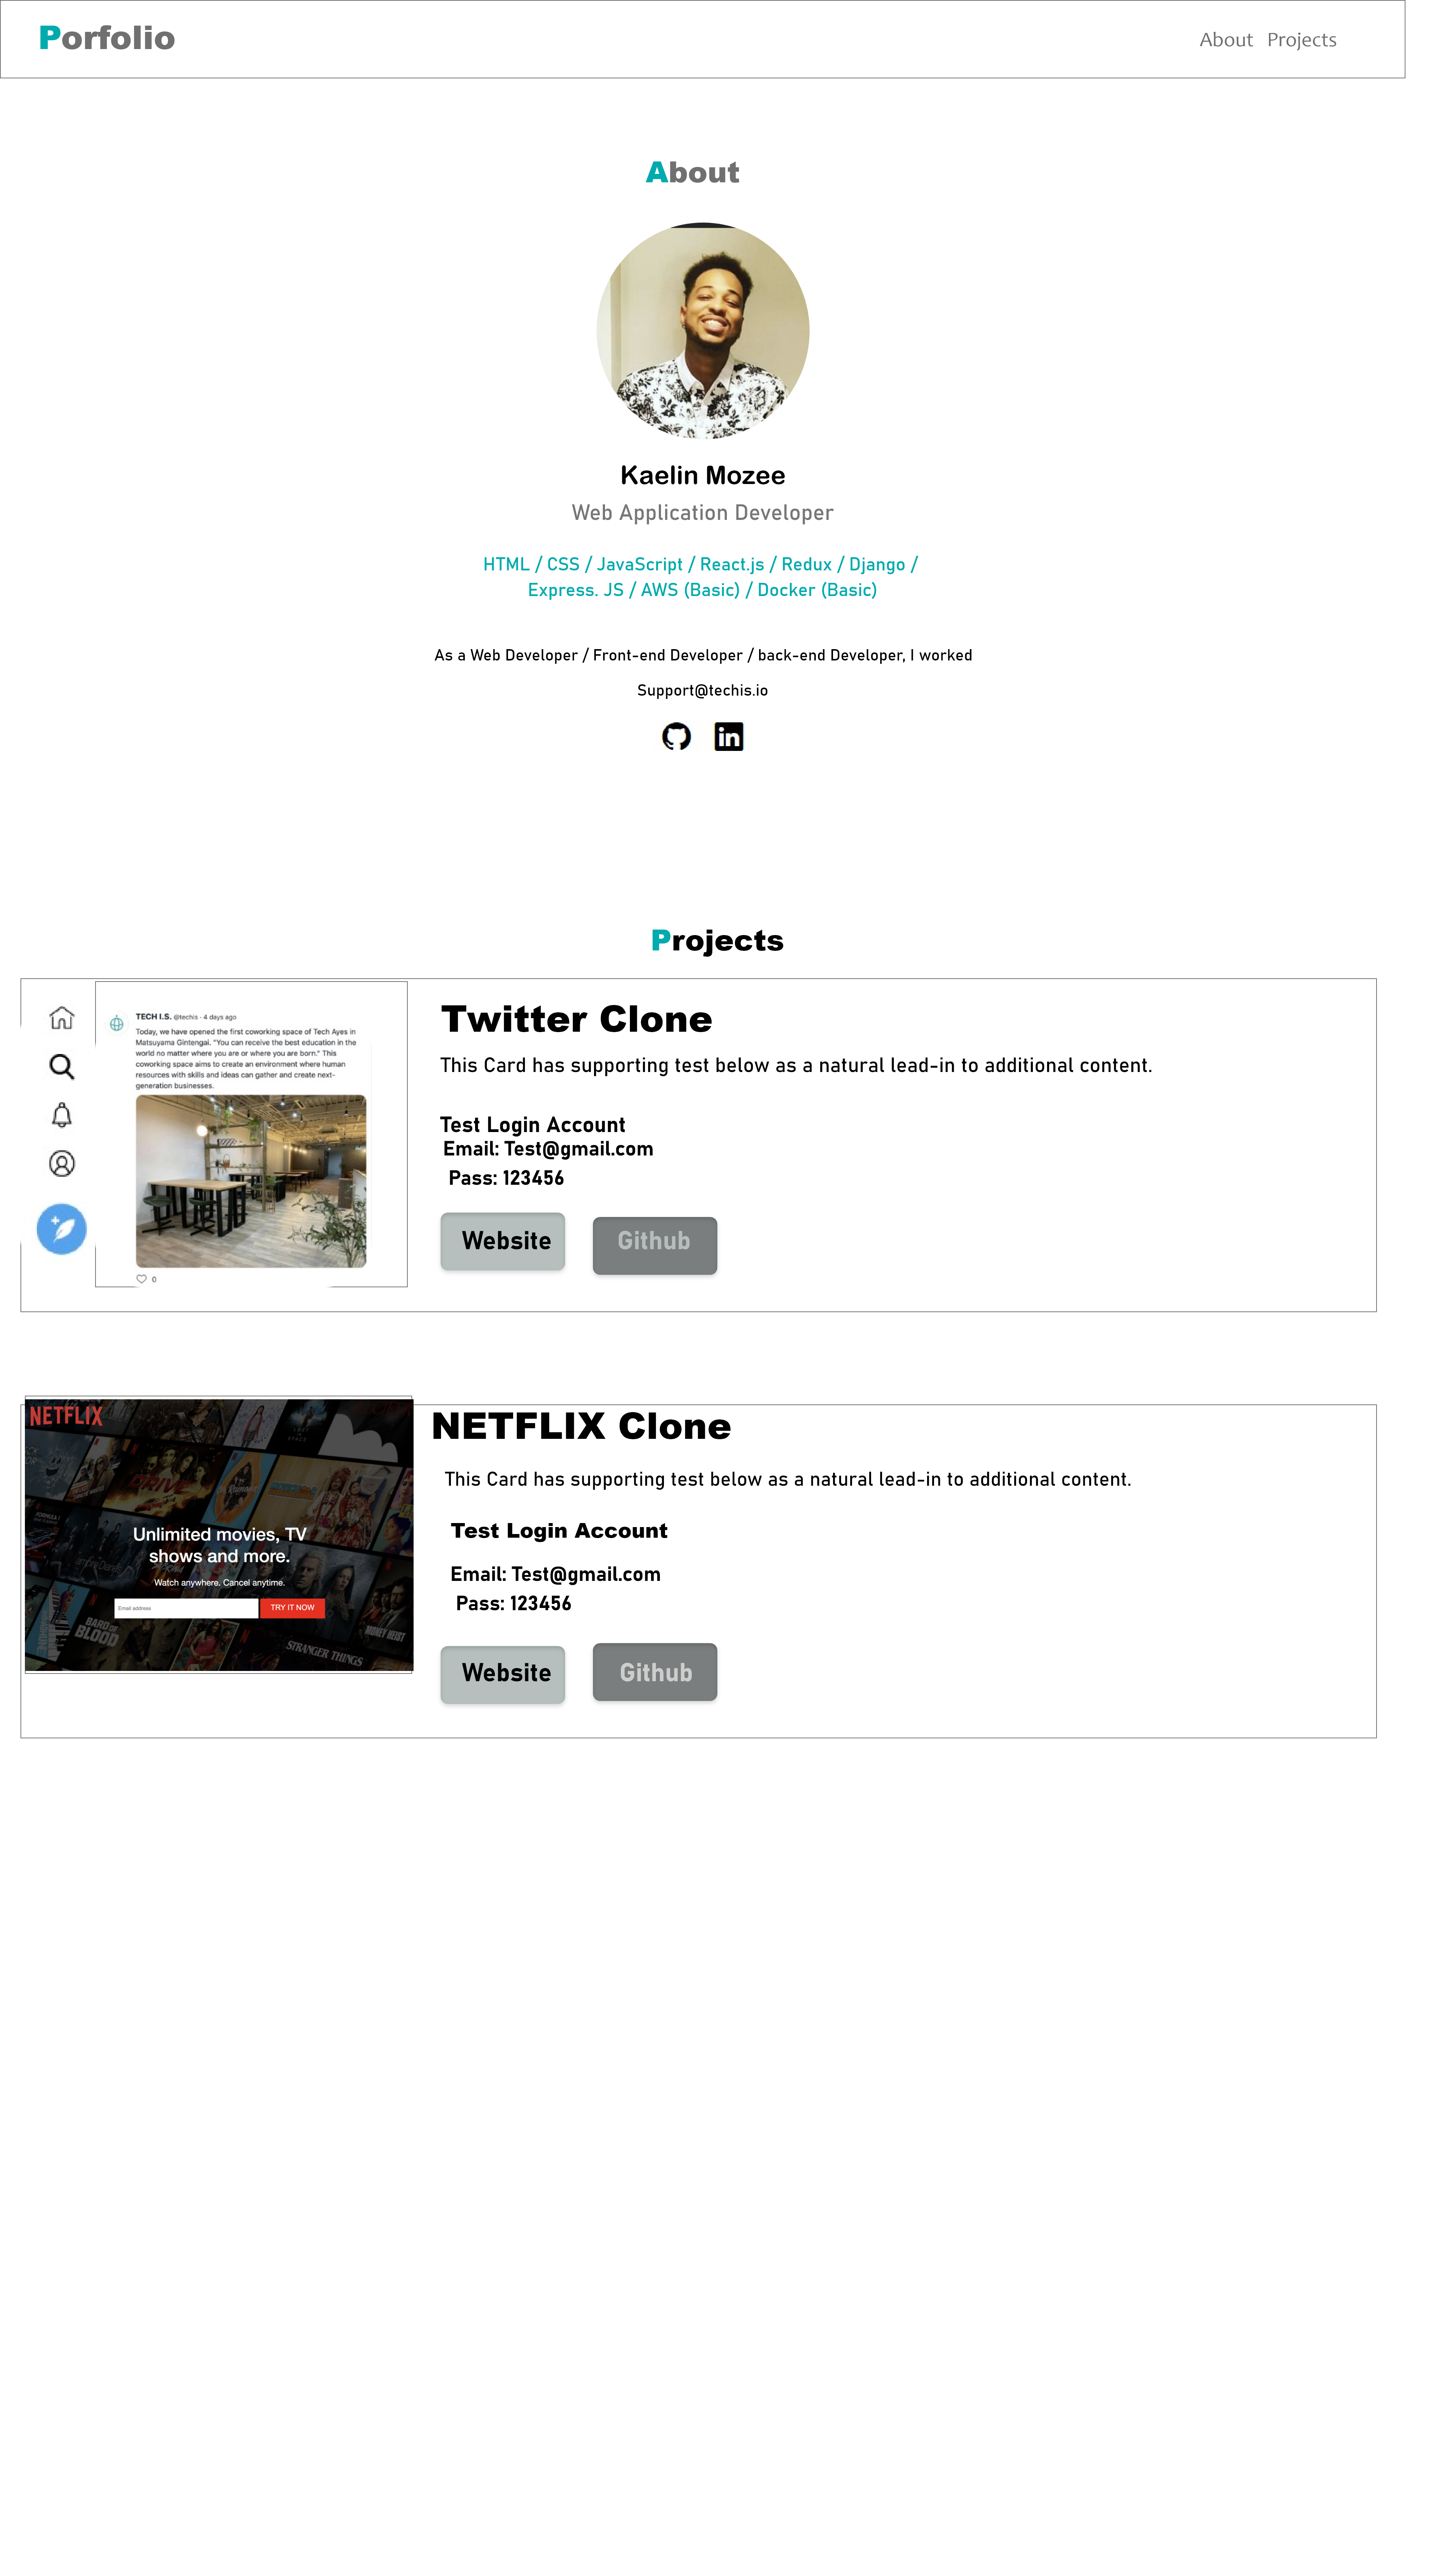 Porfolio
About Projects
About
Kaelin Mozee
Web Application Developer
HTML / CSS / JavaScript / React.js / Redux / Django /
Express. JS / AWS (Basic) / Docker (Basic)
As a Web Developer / Front-end Developer / back-end Developer, I worked
Support@techis.io
in
Projects
TECH I.S. @techis · 4 days ago
Today, we have opened the first coworking space of Tech Ayes in
Matsuyama Gintengai. "You can receive the best education in the
world no matter where you are or where you are born." This
coworking space aims to create an environment where human
resources with skills and ideas can gather and create next-
generation businesses.
0
Twitter Clone
This Card has supporting test below as a natural lead-in to additional content.
Test Login Account
Email: Test@gmail.com
Pass: 123456
Website
Github
NETFLIX
Unlimited movies, TV
shows and more.
Watch anywhere. Cancel anytime.
Email address
TRY IT NOW
BARD OF
BLOOD
STRANGER THINGS
MONEY HEIST
NETFLIX Clone
This Card has supporting test below as a natural lead-in to additional content.
Test Login Account
Email: Test@gmail.com
Pass: 123456
Website
Github